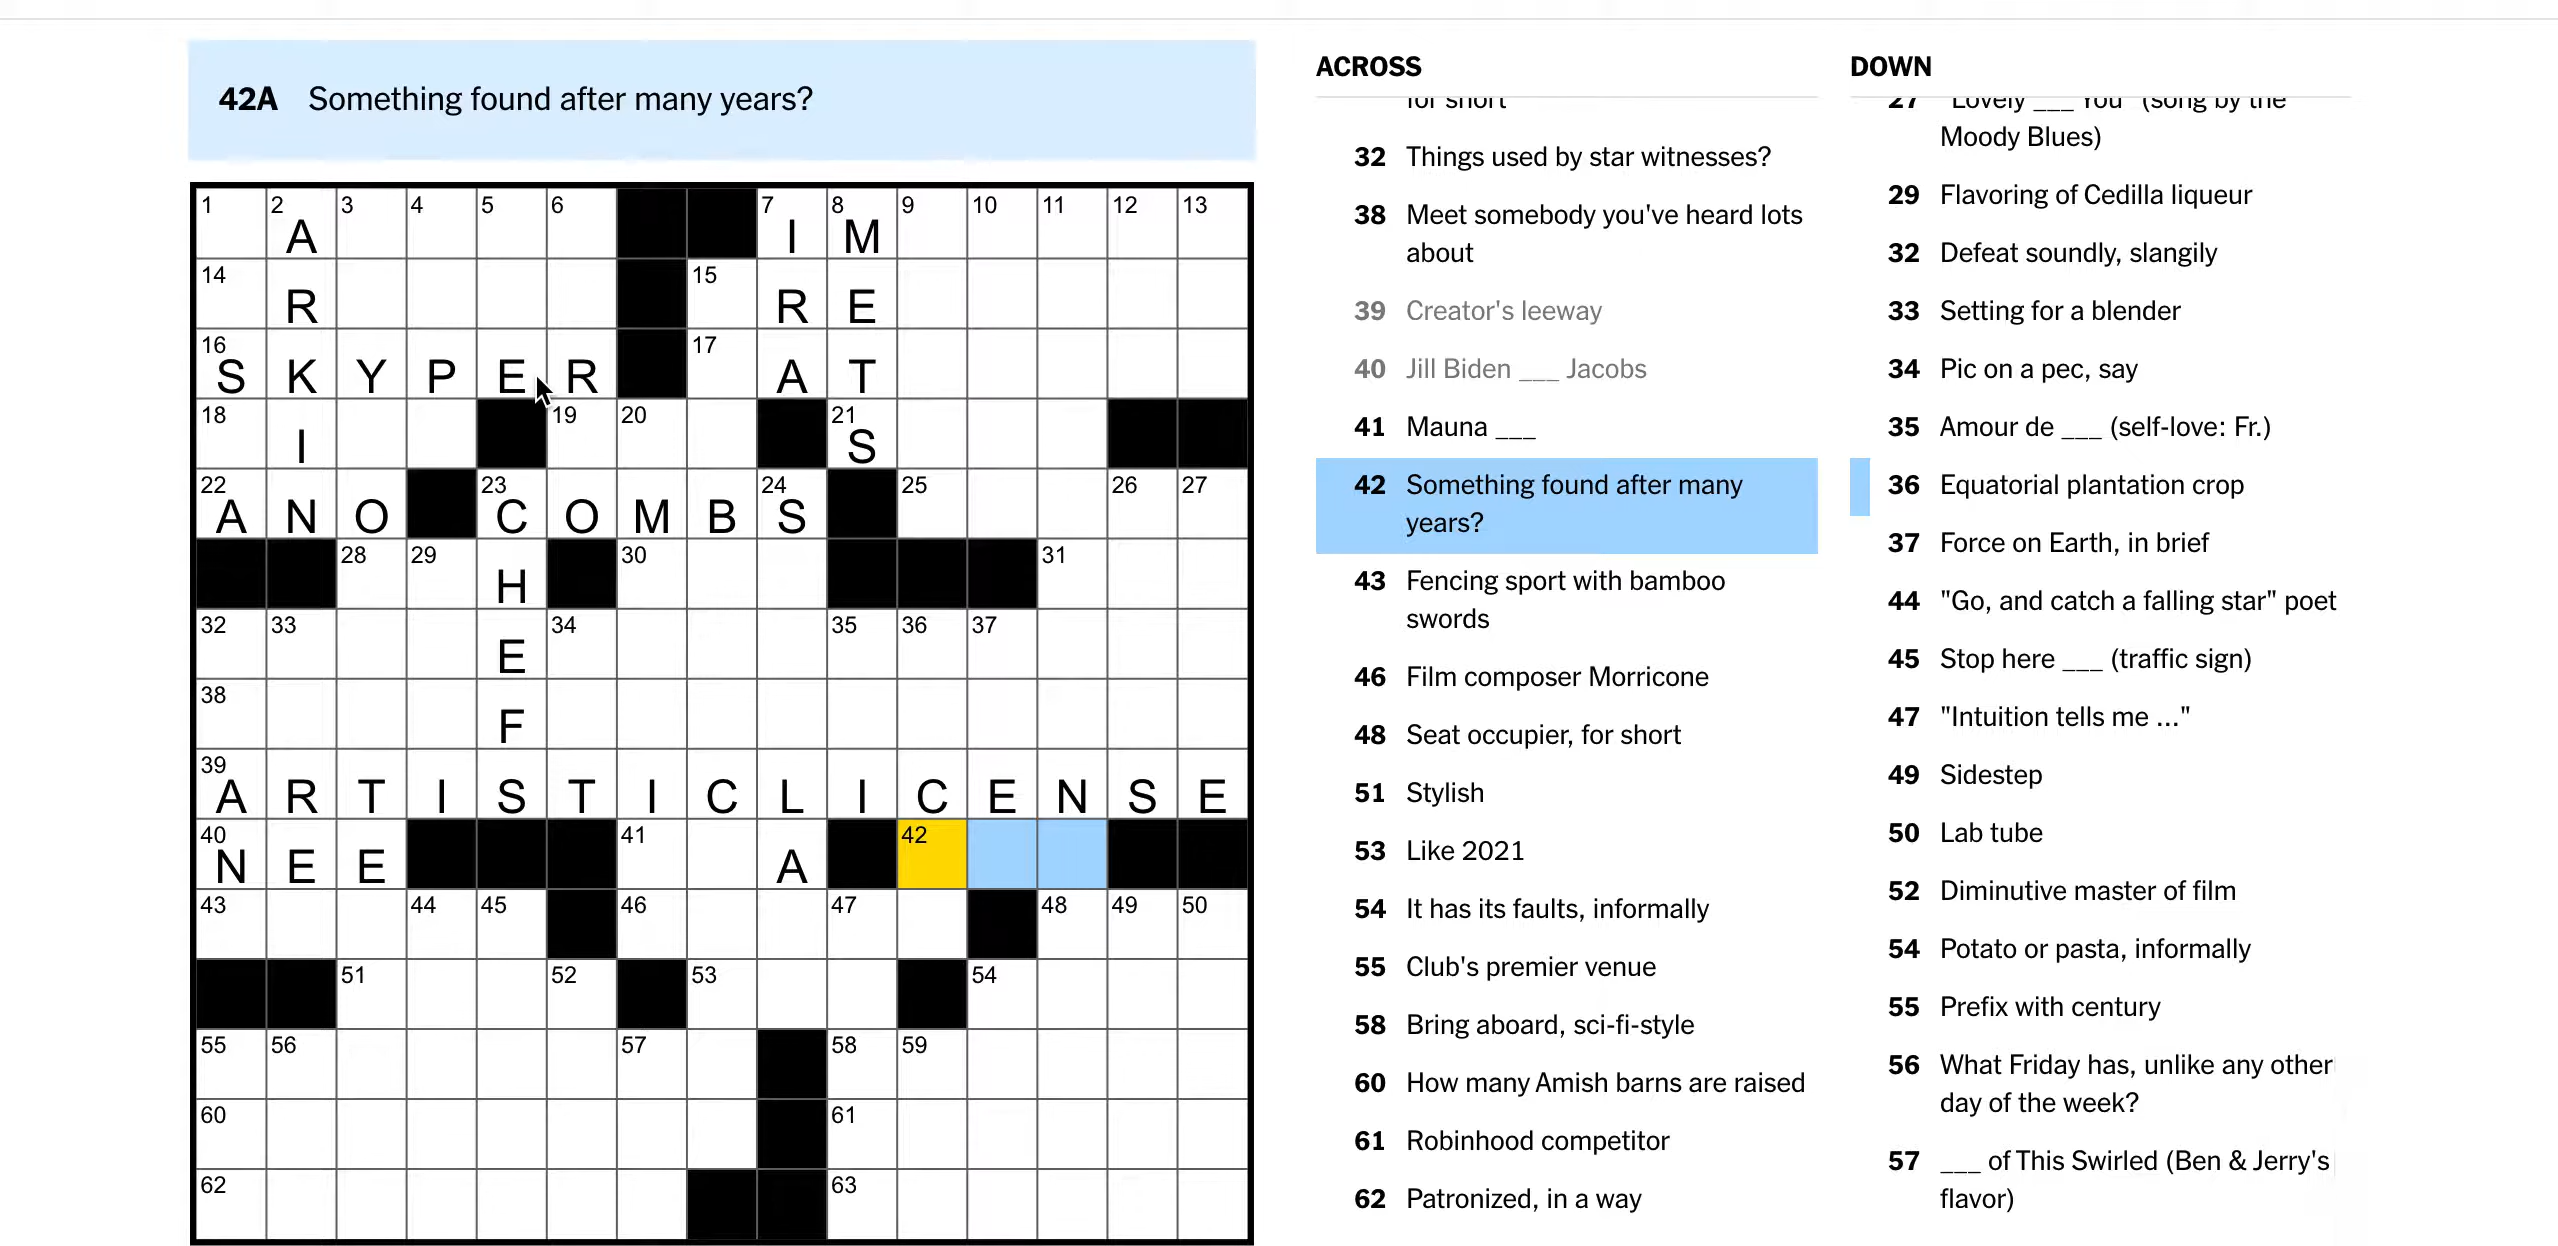 42A Something found after many years?
1 2 3 4 5 6 7 8 9 10 11 12 13
A I M
14 15
R R E
16 17
S K Y P E R A T
18 19 20 21
I S
22 23 24 25 26 27
A N O C O M B S
28 29 30 31
H
32 33 34 35 36 37
E
38
F
39
A R T I S T I C L I C E N S E
40 41 42
N E E A
43 44 45 46 47 48 49 50
51 52 53 54
55 56 57 58 59
60 61
62 63
ACROSS
for short
32 Things used by star witnesses?
38 Meet somebody you've heard lots
about
39 Creator's leeway
40 Jill Biden ___ Jacobs
41 Mauna ___
42 Something found after many
years?
43 Fencing sport with bamboo
swords
46 Film composer Morricone
48 Seat occupier, for short
51 Stylish
53 Like 2021
54 It has its faults, informally
55 Club's premier venue
58 Bring aboard, sci-fi-style
60 How many Amish barns are raised
61 Robinhood competitor
62 Patronized, in a way
DOWN
27 "Lovely ___ You" (song by the
Moody Blues)
29 Flavoring of Cedilla liqueur
32 Defeat soundly, slangily
33 Setting for a blender
34 Pic on a pec, say
35 Amour de ___ (self-love: Fr.)
36 Equatorial plantation crop
37 Force on Earth, in brief
44 "Go, and catch a falling star" poet
45 Stop here ___ (traffic sign)
47 "Intuition tells me ..."
49 Sidestep
50 Lab tube
52 Diminutive master of film
54 Potato or pasta, informally
55 Prefix with century
56 What Friday has, unlike any other
day of the week?
57 ___ of This Swirled (Ben & Jerry's
flavor)